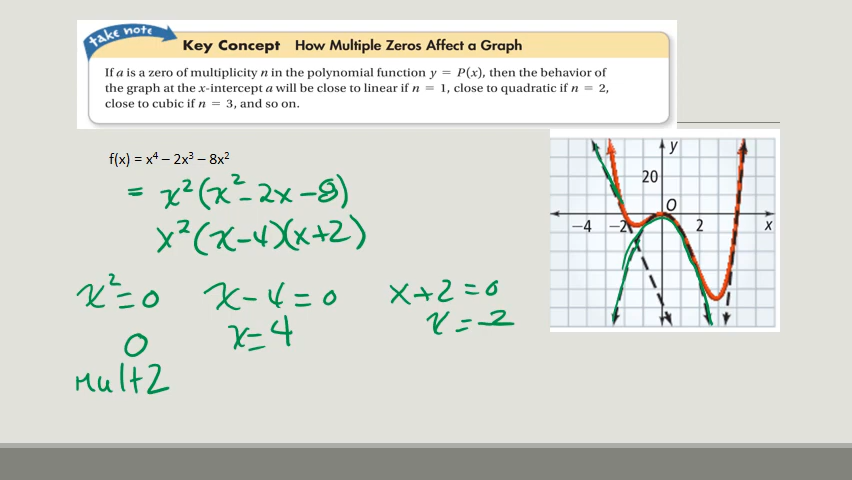 take note
Key Concept How Multiple Zeros Affect a Graph
If a is a zero of multiplicity n in the polynomial function y = P(x), then the behavior of
the graph at the x-intercept a will be close to linear if n = 1, close to quadratic if n = 2,
close to cubic if n = 3, and so on.
f(x) = x⁴ – 2x³ – 8x²
= x²(x² - 2x - 8)
x²(x-4)(x+2)
x² = 0 x - 4 = 0 x + 2 = 0
0 x = 4 x = -2
mult 2
y
20
O
-4 -2 2 x